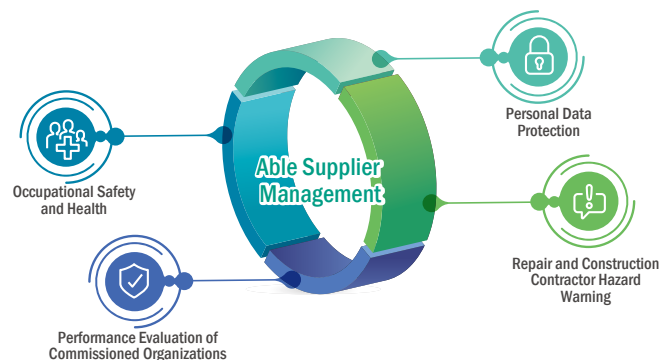 Personal Data
Protection
Able Supplier
Management
Occupational Safety
and Health
Repair and Construction
Contractor Hazard
Warning
Performance Evaluation of
Commissioned Organizations